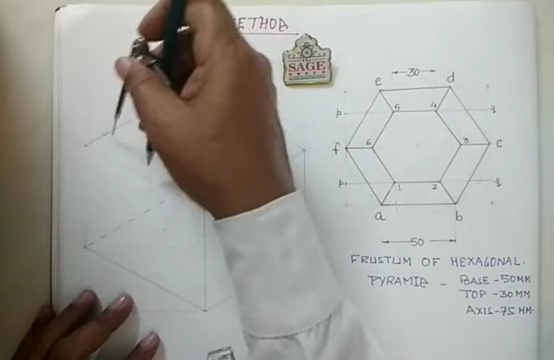 ETHOD
SAGE
30
e d
p 5 4 q
f 6 3 c
p 1 2 q
a b
50
FRUSTUM OF HEXAGONAL.
PYRAMID - BASE - 50MM
TOP - 30MM
AXIS - 75 MM.